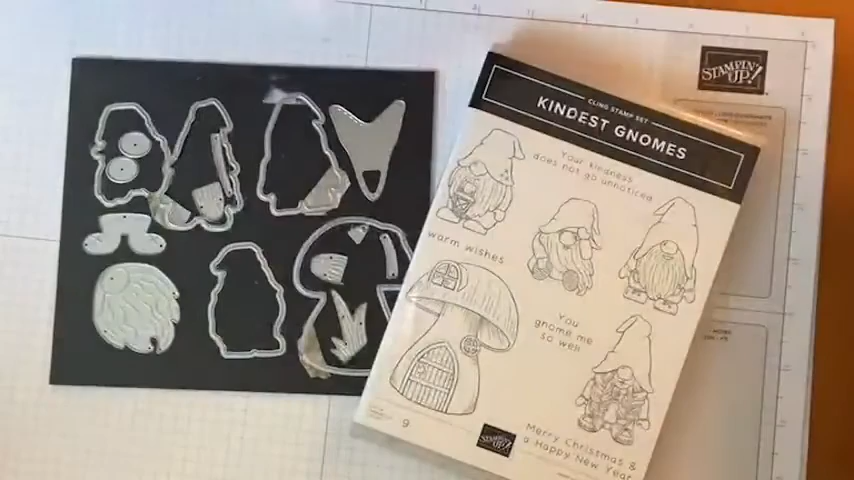 STAMPIN' UP!
CLING STAMP SET
KINDEST GNOMES
Your kindness
does not go unnoticed
warm wishes
You
gnome me
so well
9
STAMPIN' UP!
Merry Christmas &
a Happy New Year